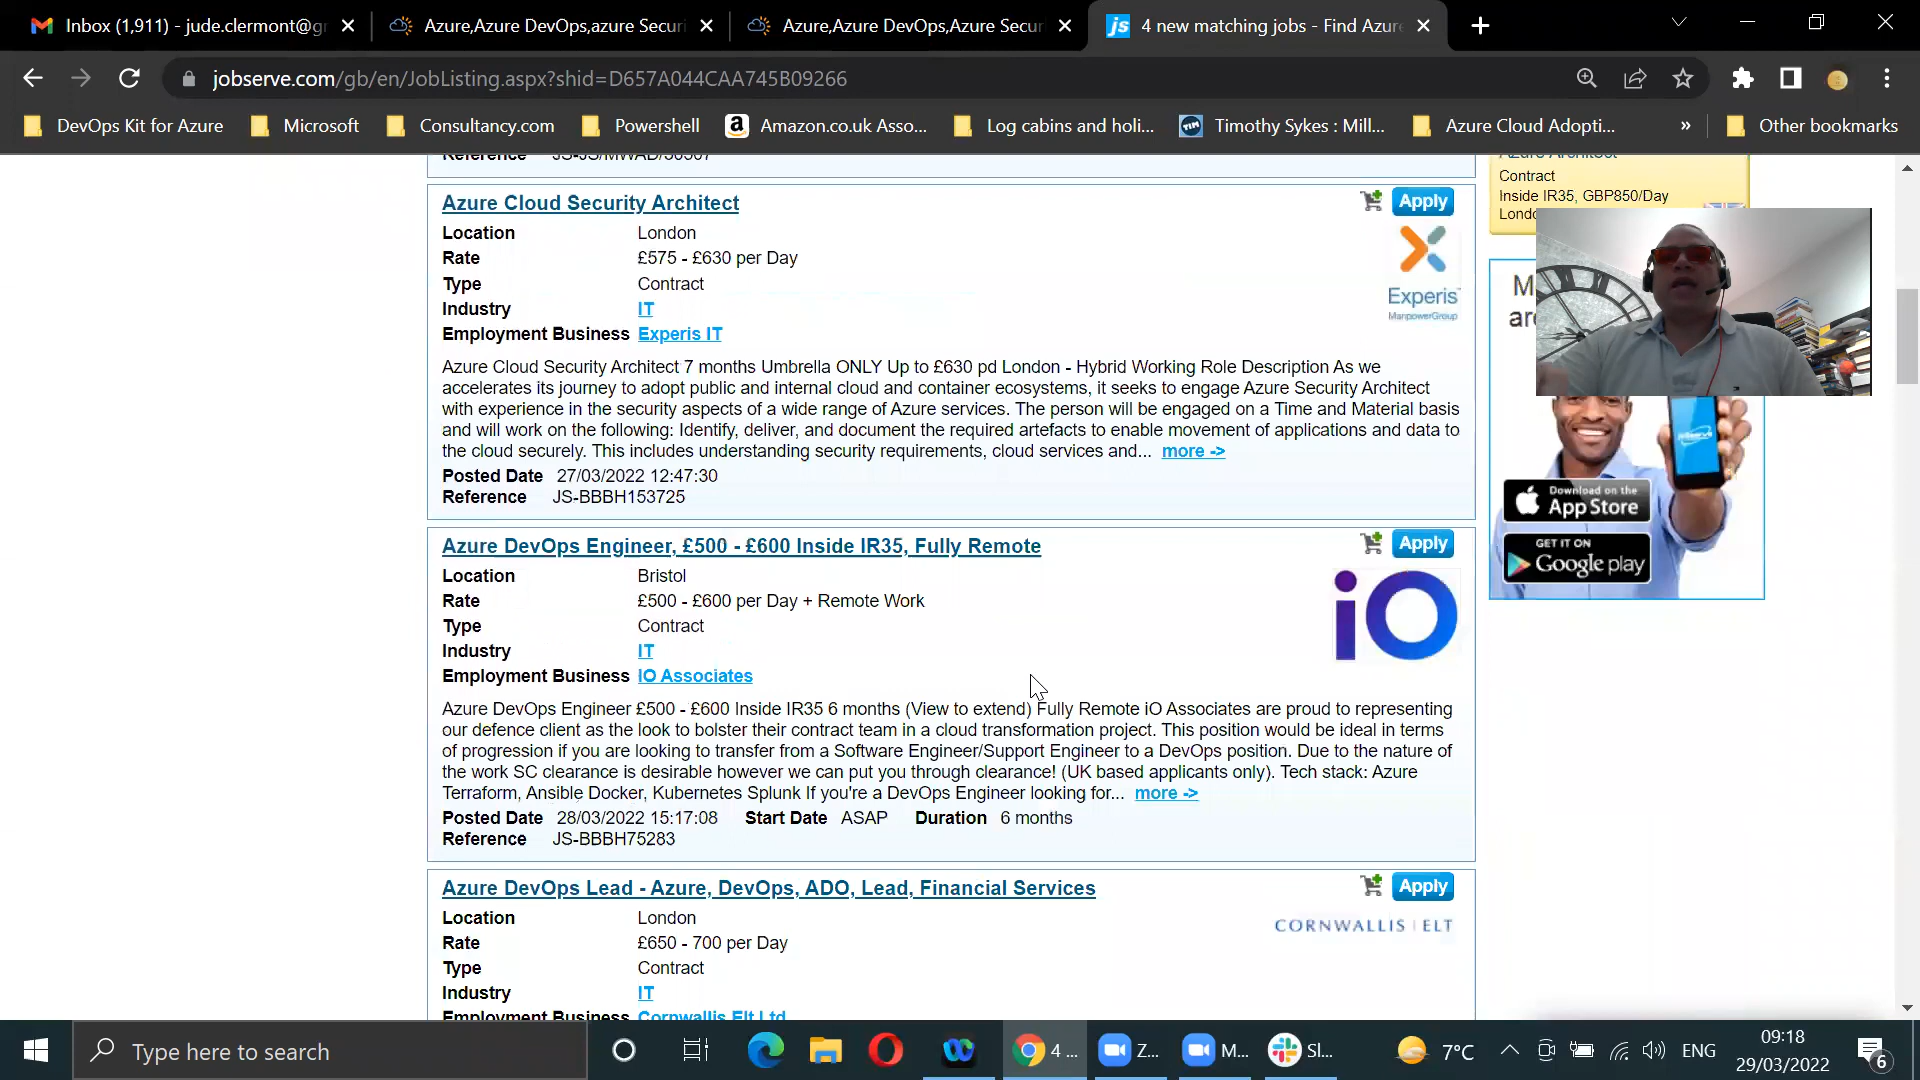 Inbox (1,911) - jude.clermont@g
Azure,Azure DevOps,azure Securi
Azure,Azure DevOps,Azure Secur
js 4 new matching jobs - Find Azure
jobserve.com/gb/en/JobListing.aspx?shid=D657A044CAA745B09266
DevOps Kit for Azure
Microsoft
Consultancy.com
Powershell
a Amazon.co.uk Asso...
Log cabins and holi...
TIM Timothy Sykes : Mill...
Azure Cloud Adopti...
»
Other bookmarks
Azure Architect
Contract
Inside IR35, GBP850/Day
Azure Cloud Security Architect
Apply
Location London
Rate £575 - £630 per Day
Type Contract
Industry IT
Employment Business Experis IT
Experis™
ManpowerGroup
Azure Cloud Security Architect 7 months Umbrella ONLY Up to £630 pd London - Hybrid Working Role Description As we
accelerates its journey to adopt public and internal cloud and container ecosystems, it seeks to engage Azure Security Architect
with experience in the security aspects of a wide range of Azure services. The person will be engaged on a Time and Material basis
and will work on the following: Identify, deliver, and document the required artefacts to enable movement of applications and data to
the cloud securely. This includes understanding security requirements, cloud services and... more ->
Posted Date 27/03/2022 12:47:30
Reference JS-BBBH153725
Azure DevOps Engineer, £500 - £600 Inside IR35, Fully Remote
Apply
Location Bristol
Rate £500 - £600 per Day + Remote Work
Type Contract
Industry IT
Employment Business iO Associates
iO
Azure DevOps Engineer £500 - £600 Inside IR35 6 months (View to extend) Fully Remote iO Associates are proud to representing
our defence client as the look to bolster their contract team in a cloud transformation project. This position would be ideal in terms
of progression if you are looking to transfer from a Software Engineer/Support Engineer to a DevOps position. Due to the nature of
the work SC clearance is desirable however we can put you through clearance! (UK based applicants only). Tech stack: Azure
Terraform, Ansible Docker, Kubernetes Splunk If you're a DevOps Engineer looking for... more ->
Posted Date 28/03/2022 15:17:08 Start Date ASAP Duration 6 months
Reference JS-BBBH75283
Azure DevOps Lead - Azure, DevOps, ADO, Lead, Financial Services
Apply
Location London
Rate £650 - 700 per Day
Type Contract
Industry IT
Employment Business Cornwallis Elt Ltd
CORNWALLIS | ELT
Download on the
App Store
GET IT ON
Google play
Type here to search
4 ...
Z...
M...
Sl...
7°C
ENG
09:18
29/03/2022
6